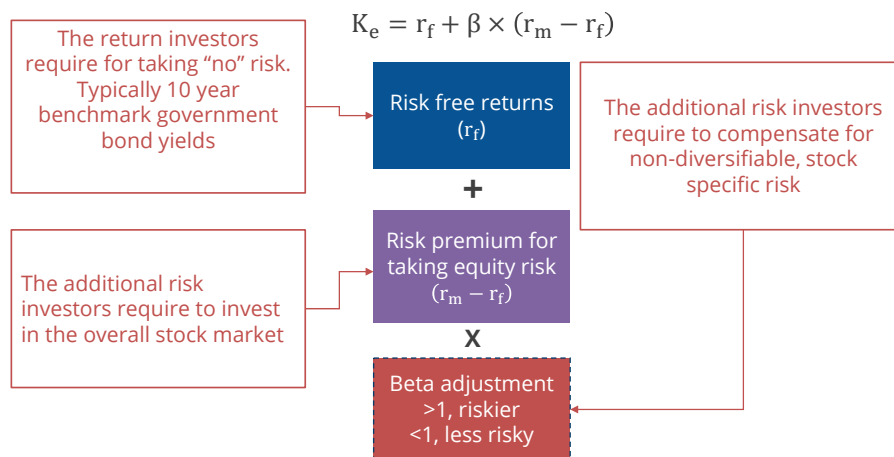 K_e = r_f + β × (r_m − r_f)
The return investors
require for taking “no” risk.
Typically 10 year
benchmark government
bond yields
Risk free returns
(r_f)
The additional risk investors
require to compensate for
non-diversifiable, stock
specific risk
+
Risk premium for
taking equity risk
(r_m − r_f)
The additional risk
investors require to invest
in the overall stock market
x
Beta adjustment
>1, riskier
<1, less risky